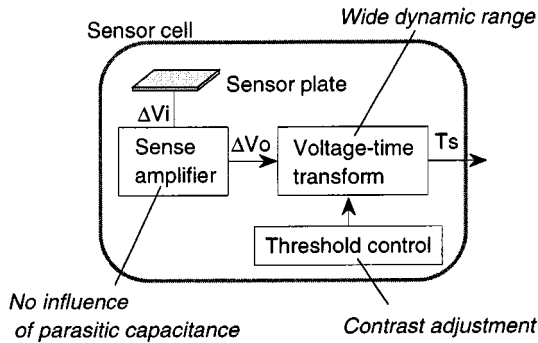 Wide dynamic range
Sensor cell
Sensor plate
ΔVi
Sense
amplifier
ΔVo
Voltage-time
transform
Ts
Threshold control
No influence
of parasitic capacitance
Contrast adjustment